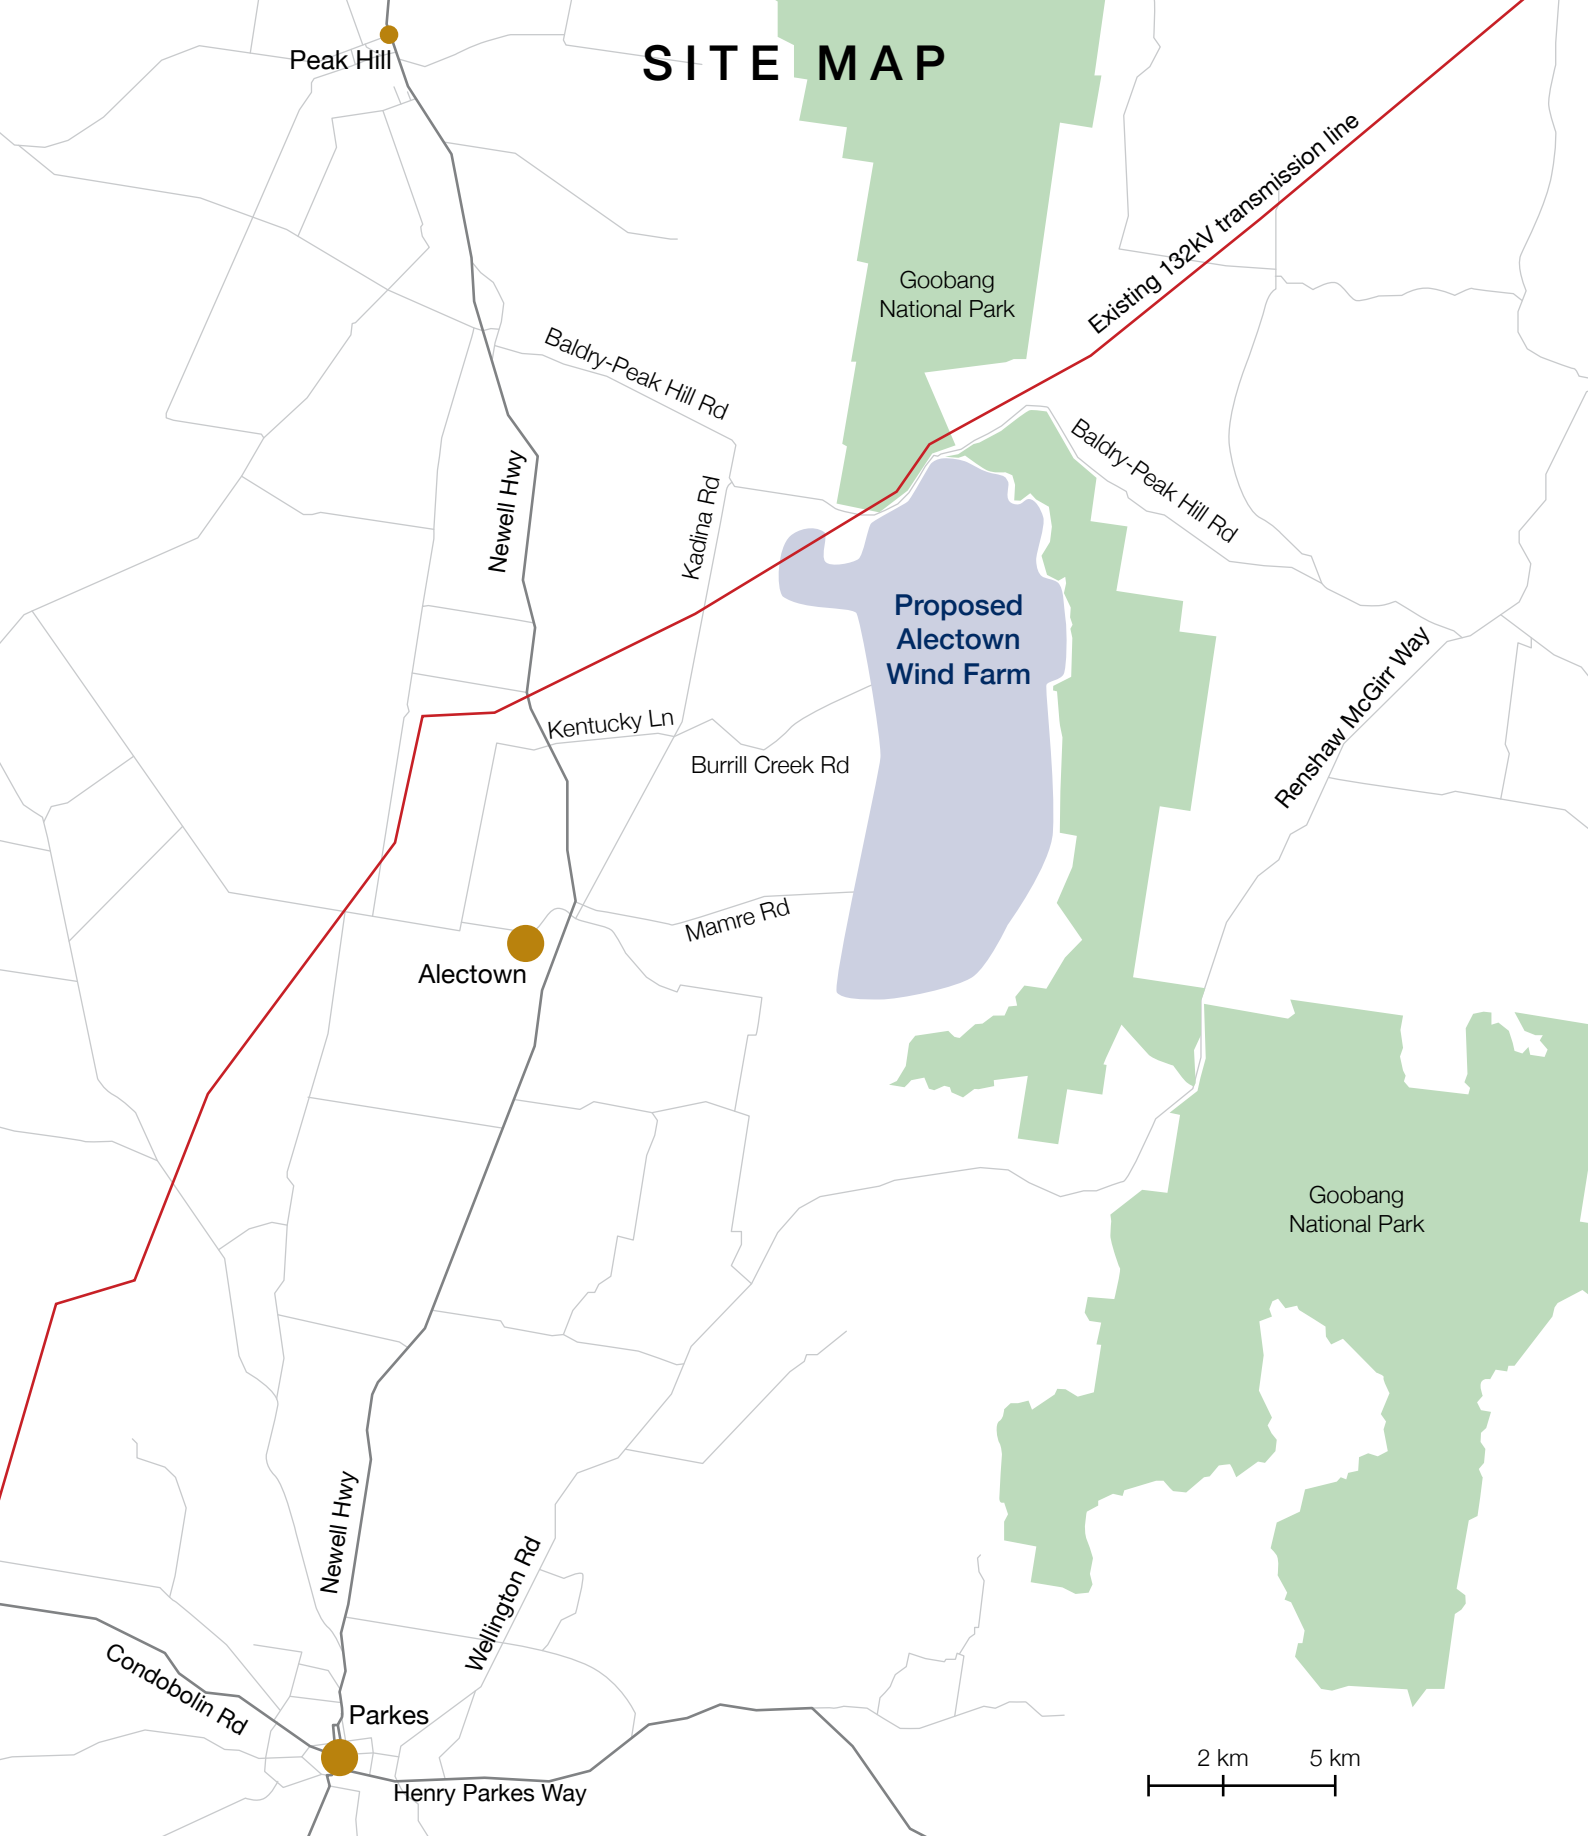 SITE MAP
Peak Hill
Existing 132kV transmission line
Goobang
National Park
Baldry-Peak Hill Rd
Baldry-Peak Hill Rd
Newell Hwy
Kadina Rd
Proposed
Alectown
Wind Farm
Renshaw McGirr Way
Kentucky Ln
Burrill Creek Rd
Mamre Rd
Alectown
Goobang
National Park
Newell Hwy
Wellington Rd
Condobolin Rd
Parkes
Henry Parkes Way
2 km 5 km